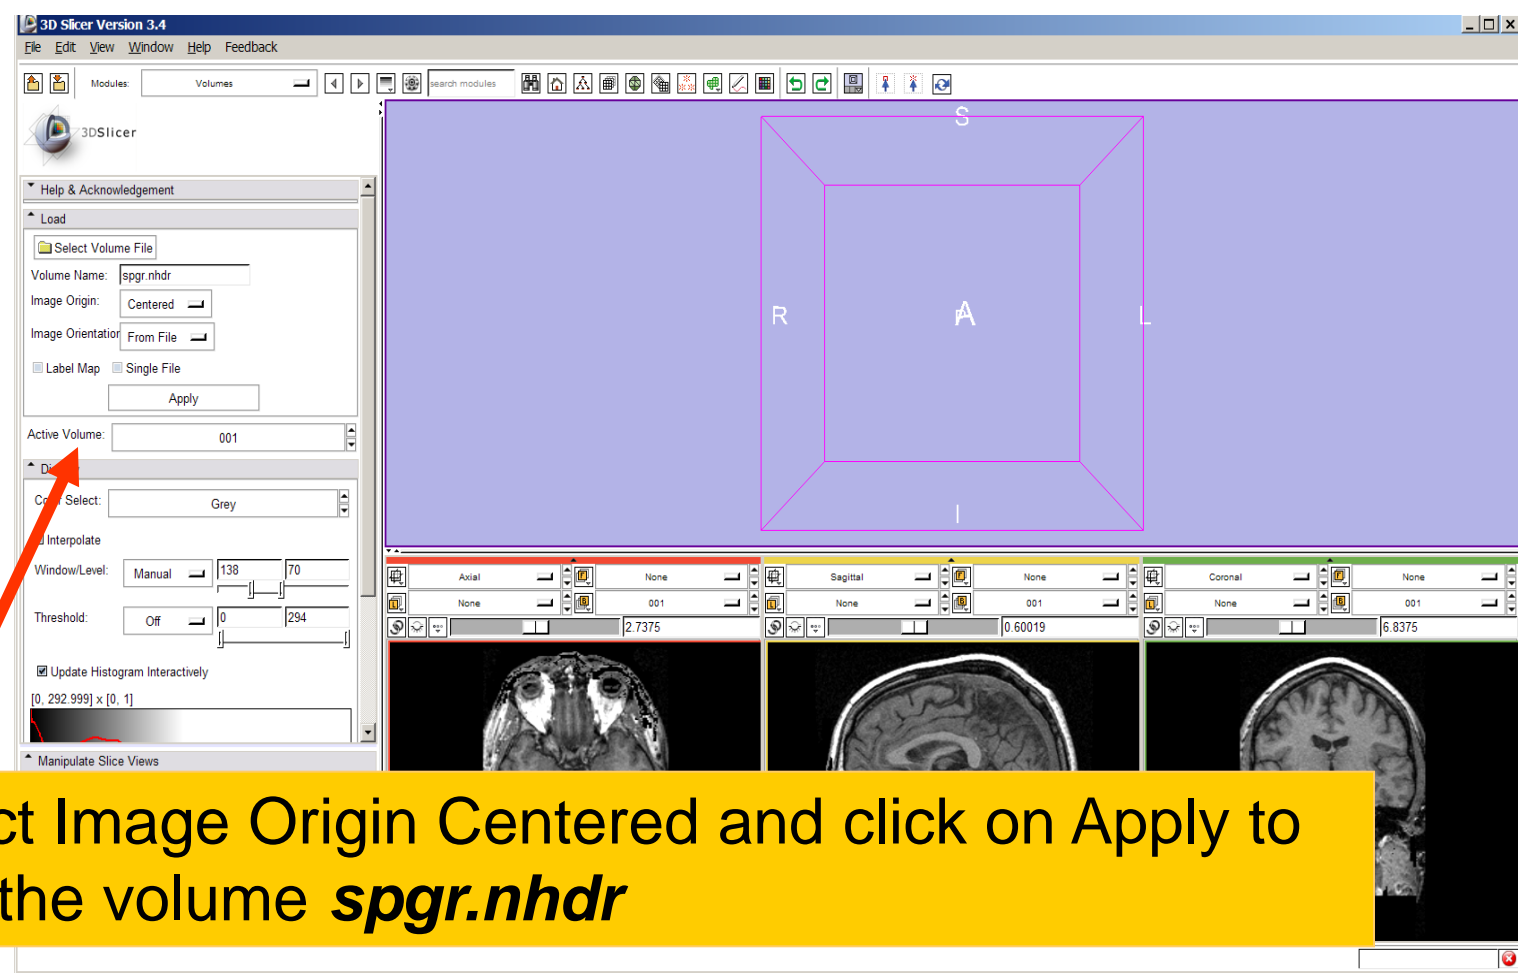 3D Slicer Version 3.4
File Edit View Window Help Feedback
Modules: Volumes search modules
3DSlicer
Help & Acknowledgement
Load
Select Volume File
Volume Name: spgr.nhdr
Image Origin: Centered
Image Orientation From File
Label Map Single File
Apply
Active Volume: 001
Color Select: Grey
Interpolate
Window/Level: Manual 138 70
Threshold: Off 0 294
Update Histogram Interactively
[0, 292.999] x [0, 1]
Manipulate Slice Views
S
R A L
P
I
Axial None
None 001
2.7375
Sagittal None
None 001
0.60019
Coronal None
None 001
6.8375
ct Image Origin Centered and click on Apply to
the volume spgr.nhdr